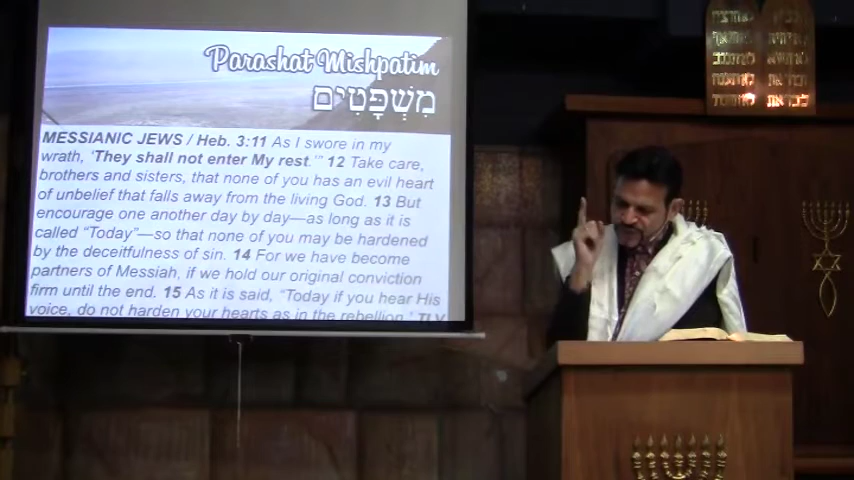 Parashat Mishpatim
מִשְׁפָּטִים
MESSIANIC JEWS / Heb. 3:11 As I swore in my
wrath, ‘They shall not enter My rest.’” 12 Take care,
brothers and sisters, that none of you has an evil heart
of unbelief that falls away from the living God. 13 But
encourage one another day by day—as long as it is
called “Today”—so that none of you may be hardened
by the deceitfulness of sin. 14 For we have become
partners of Messiah, if we hold our original conviction
firm until the end. 15 As it is said, “Today if you hear His
voice, do not harden your hearts as in the rebellion.” TLV